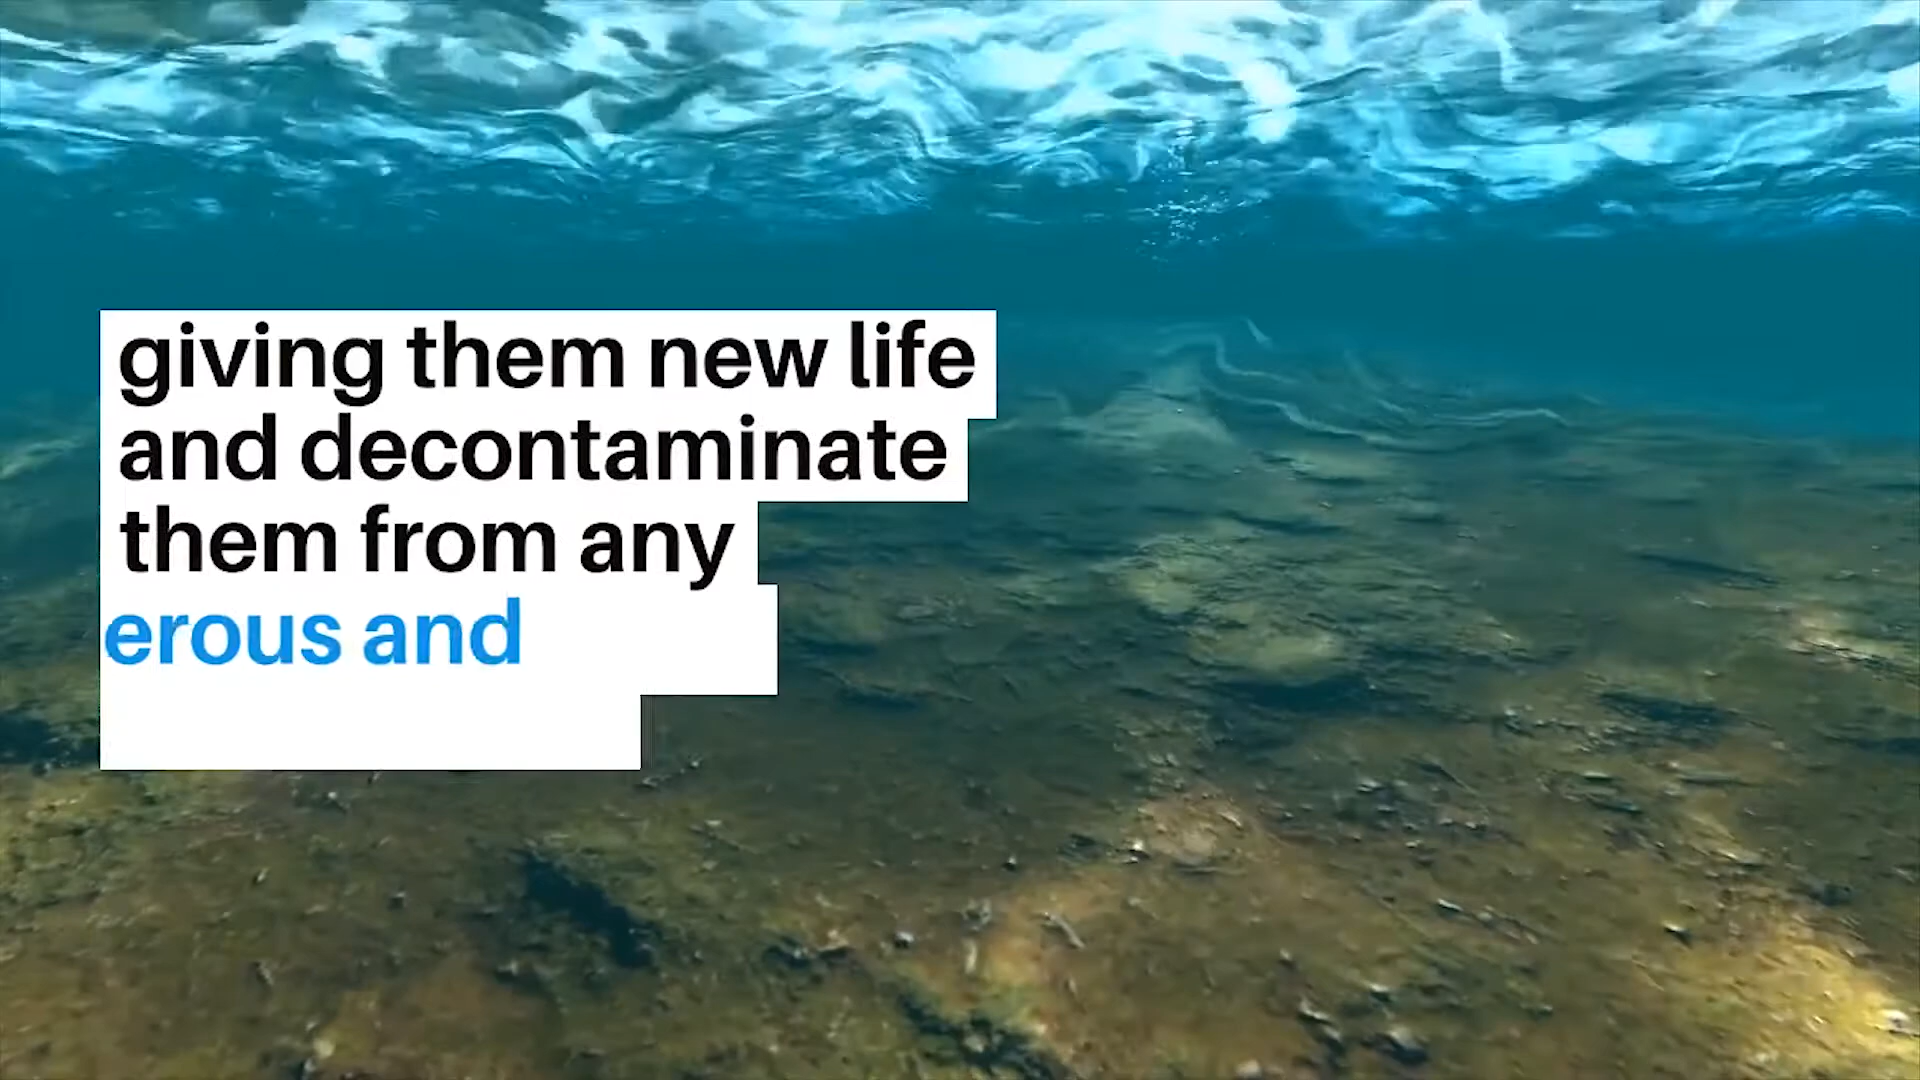 giving them new life
and decontaminate
them from any
erous and